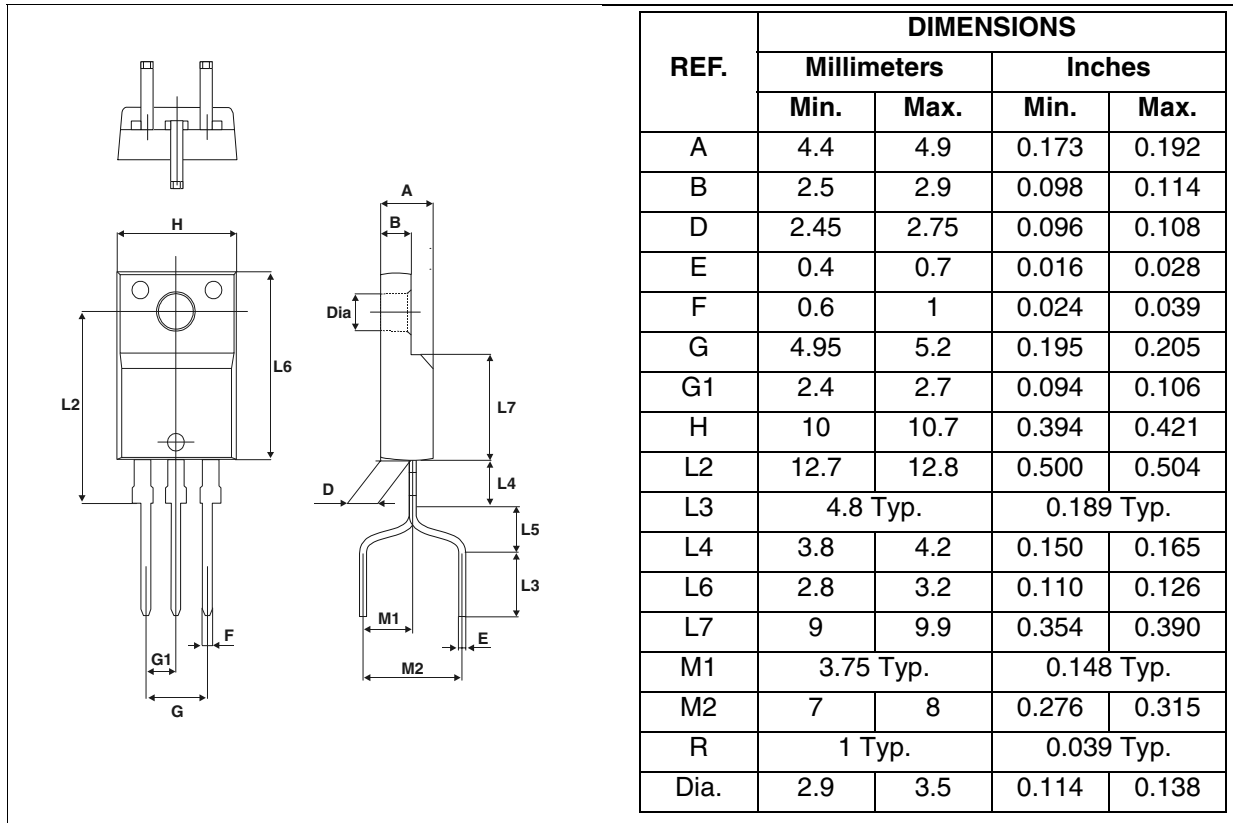 A
B
H
Dia
L6
L2
L7
D
L4
L5
L3
M1
F
E
G1
M2
G
REF. DIMENSIONS
Millimeters Inches
Min. Max. Min. Max.
A 4.4 4.9 0.173 0.192
B 2.5 2.9 0.098 0.114
D 2.45 2.75 0.096 0.108
E 0.4 0.7 0.016 0.028
F 0.6 1 0.024 0.039
G 4.95 5.2 0.195 0.205
G1 2.4 2.7 0.094 0.106
H 10 10.7 0.394 0.421
L2 12.7 12.8 0.500 0.504
L3 4.8 Typ. 0.189 Typ.
L4 3.8 4.2 0.150 0.165
L6 2.8 3.2 0.110 0.126
L7 9 9.9 0.354 0.390
M1 3.75 Typ. 0.148 Typ.
M2 7 8 0.276 0.315
R 1 Typ. 0.039 Typ.
Dia. 2.9 3.5 0.114 0.138